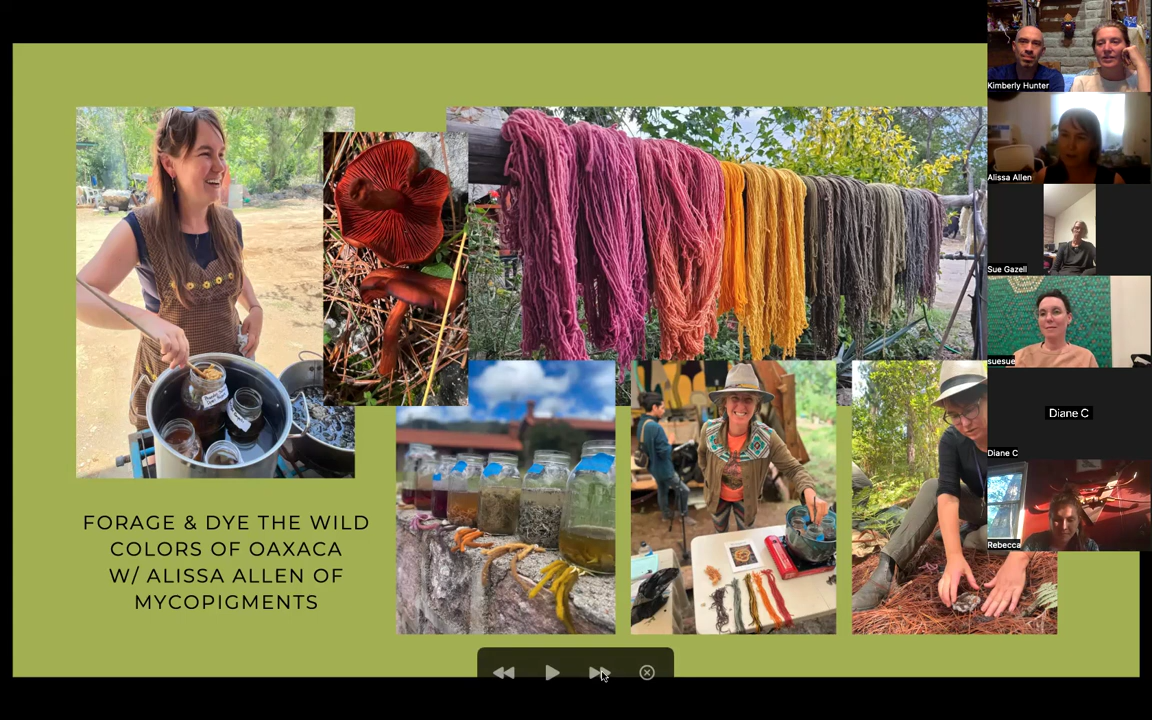 FORAGE & DYE THE WILD
COLORS OF OAXACA
W/ ALISSA ALLEN OF
MYCOPIGMENTS
Kimberly Hunter
Alissa Allen
Sue Gazell
suesue
Diane C
Diane C
Rebecca